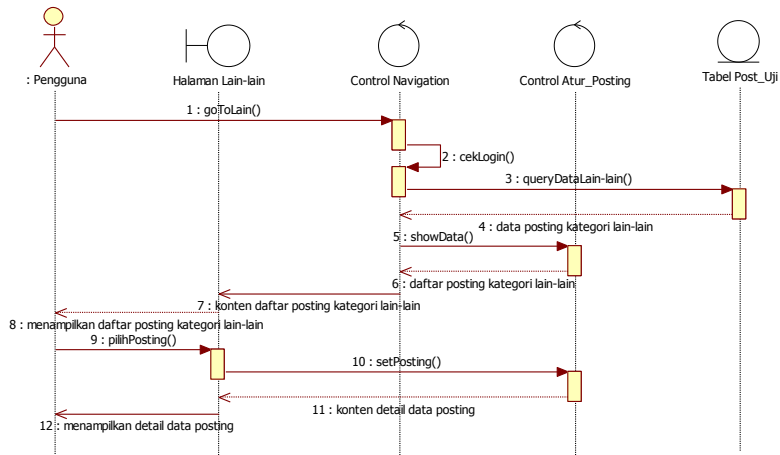 : Pengguna
Halaman Lain-lain
Control Navigation
Control Atur_Posting
Tabel Post_Uji
1 : goToLain()
2 : cekLogin()
3 : queryDataLain-lain()
4 : data posting kategori lain-lain
5 : showData()
6 : daftar posting kategori lain-lain
7 : konten daftar posting kategori lain-lain
8 : menampilkan daftar posting kategori lain-lain
9 : pilihPosting()
10 : setPosting()
11 : konten detail data posting
12 : menampilkan detail data posting